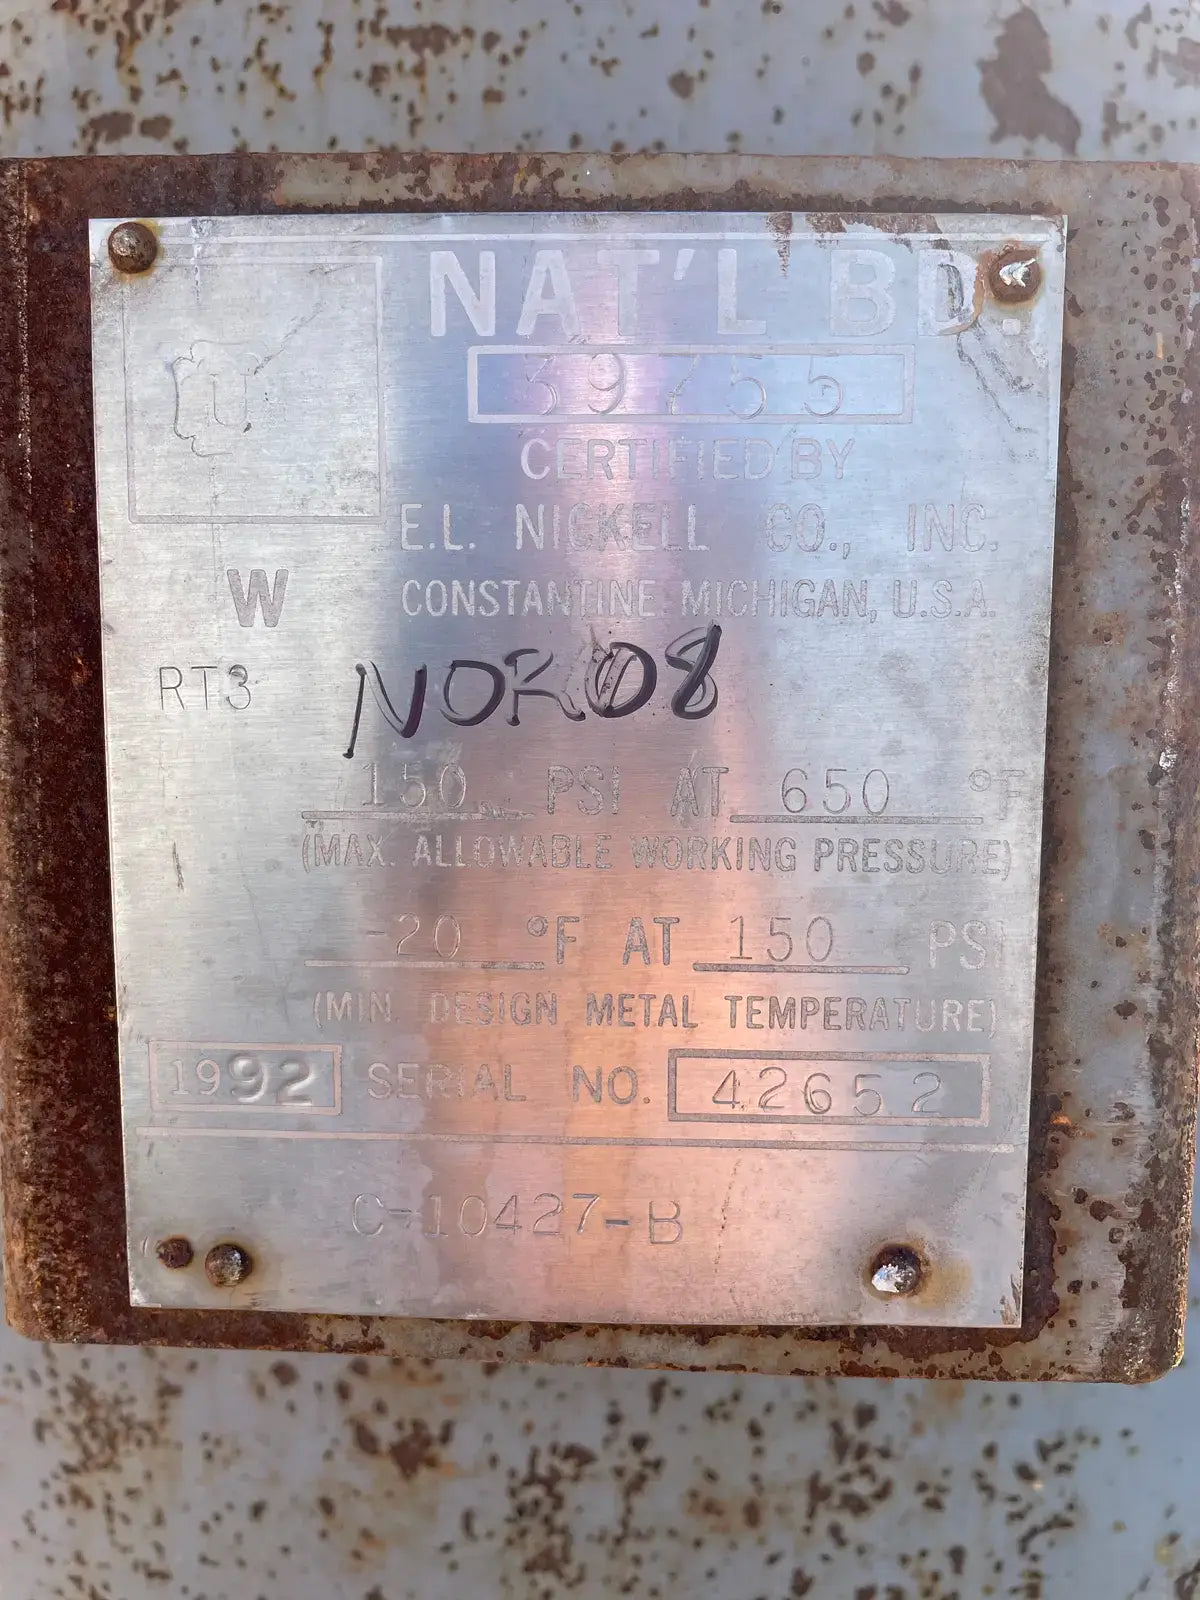 NAT'L BD.
U
39755
CERTIFIED BY
E.L. NICKELL CO., INC.
W
CONSTANTINE, MICHIGAN, U.S.A.
RT3
NOR08
150 PSI AT 650 °F
(MAX. ALLOWABLE WORKING PRESSURE)
-20 °F AT 150 PSI
(MIN. DESIGN METAL TEMPERATURE)
1992 SERIAL NO. 42652
C-10427-B